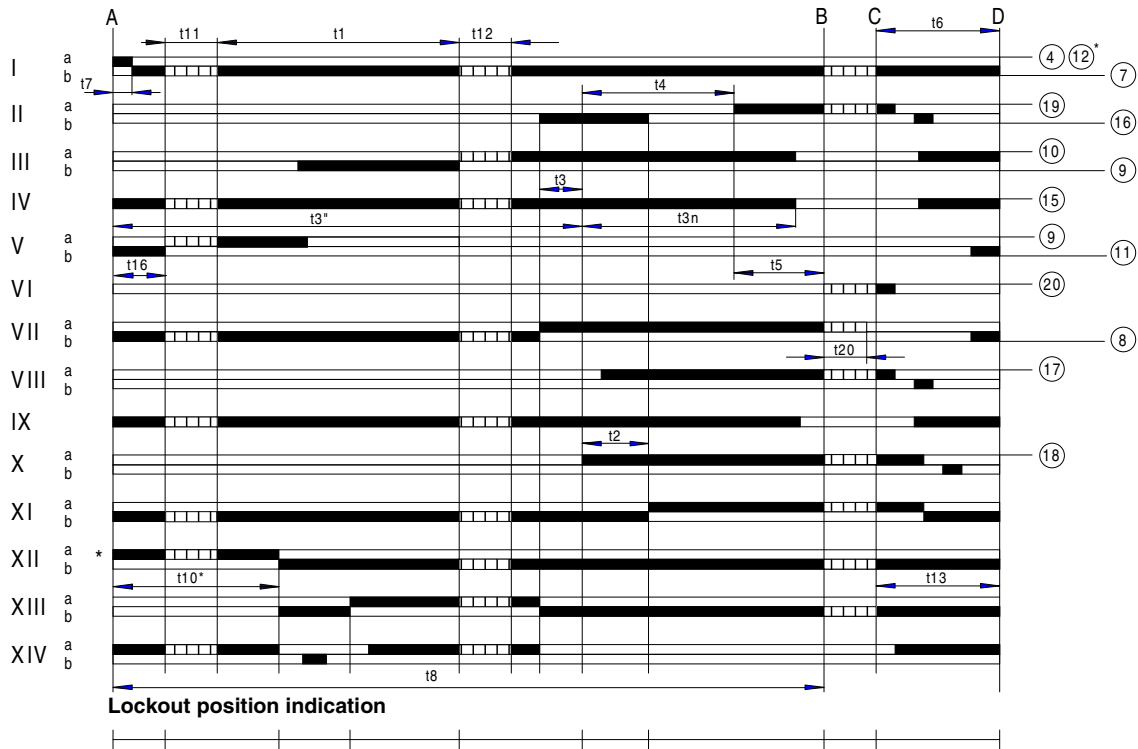 A B C D
t11 t1 t12 t6
I a b 4 12* 7
t7
t4
II a b 19 16
III a b 10 9
t3
IV 15
t3" t3n
V a b 9 11
t16 t5
VI 20
VII a b 8
t20
VIII a b 17
IX
t2
X a b 18
XI a b
XII a b *
t10* t13
XIII a b
XIV a b
t8
Lockout position indication